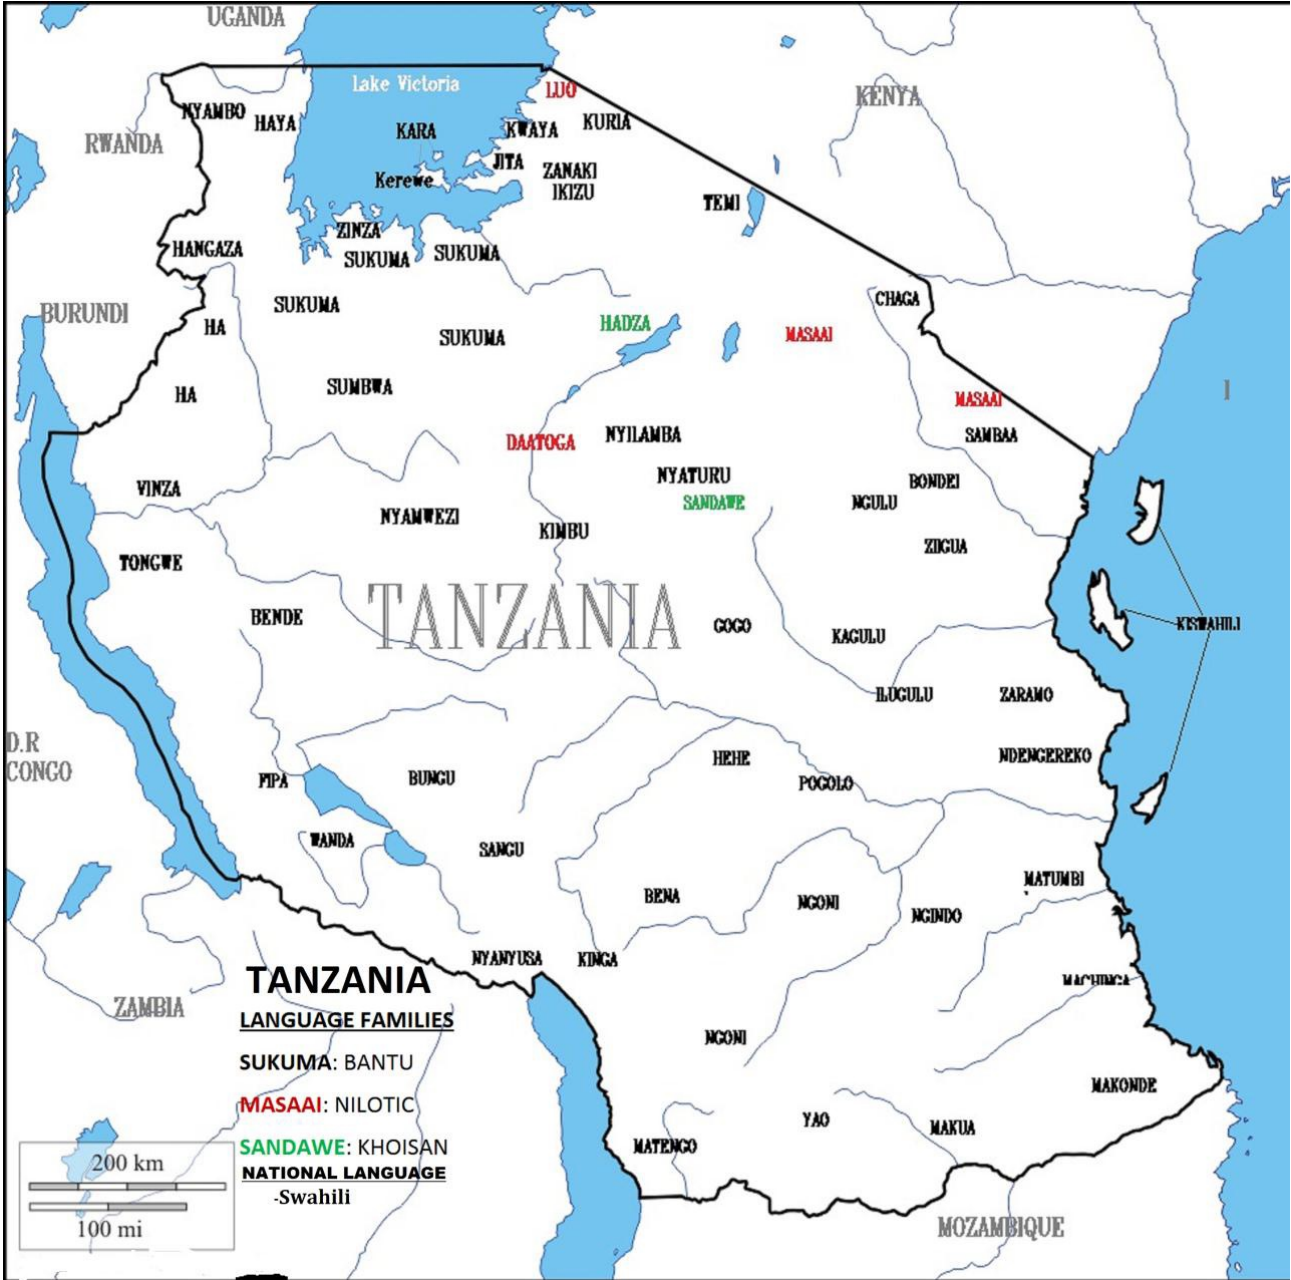 UGANDA
Lake Victoria
LUO
KENYA
NYAMBO
HAYA
KARA
KWAYA
KURIA
RWANDA
JITA
ZANAKI
IKIZU
Kerewe
TEMI
ZINZA
HANGAZA
SUKUMA
SUKUMA
CHAGA
SUKUMA
BURUNDI
HA
HADZA
MASAAI
SUKUMA
SUMBWA
HA
MASAAI
SAMBAA
DAATOGA
NYILAMBA
NYATURU
BONDEI
VINZA
SANDAWE
NGULU
NYAMWEZI
KIMBU
ZIGUA
TONGWE
BENDE
TANZANIA
GOGO
KAGULU
KISWAHILI
ILUGULU
ZARAMO
D.R
CONGO
HEHE
NDENGEREKO
FIPA
BUNGU
POGOLO
WANDA
SANGU
MATUMBI
BENA
NGONI
NGINDO
NYANYUSA
KINGA
MACHINGA
ZAMBIA
NGONI
MAKONDE
YAO
MAKUA
MATENGO
MOZAMBIQUE
TANZANIA
LANGUAGE FAMILIES
SUKUMA: BANTU
MASAAI: NILOTIC
SANDAWE: KHOISAN
NATIONAL LANGUAGE
-Swahili
200 km
100 mi